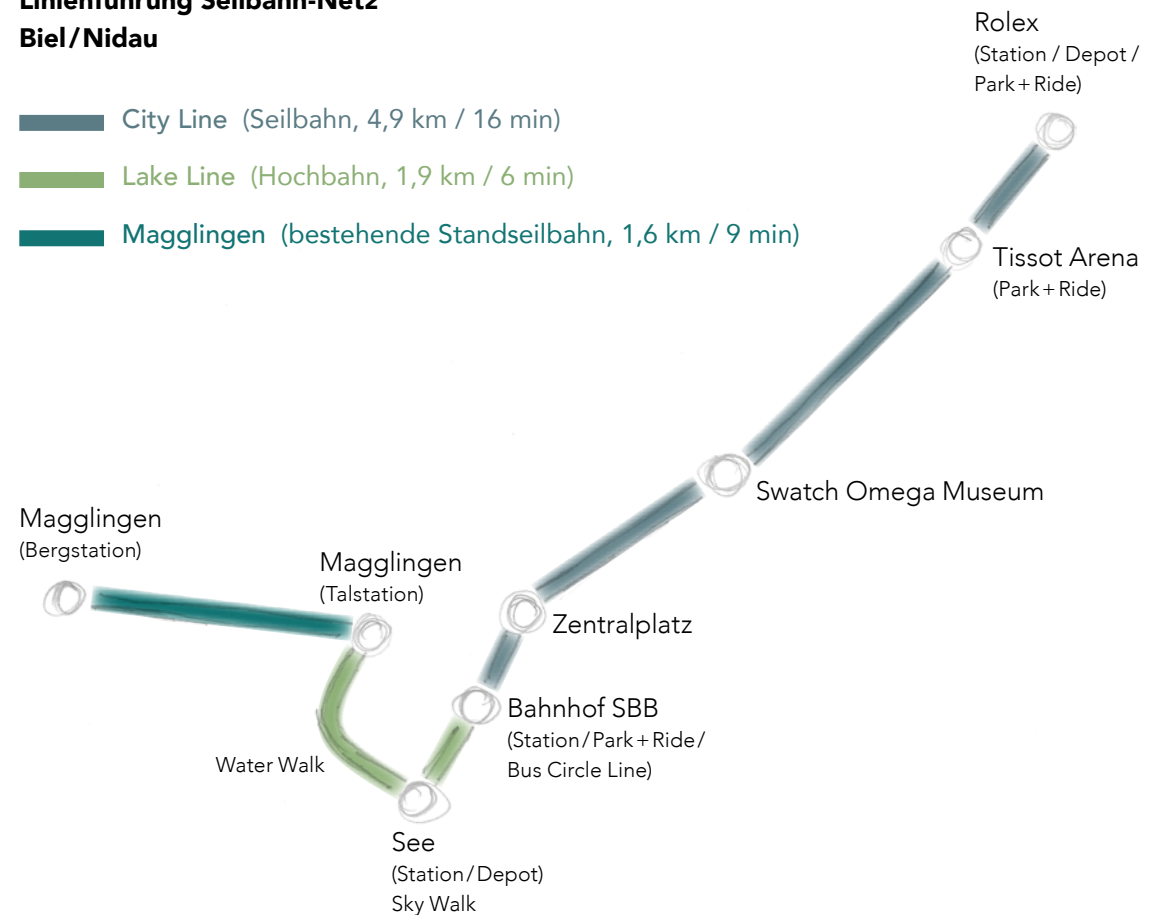 Linienführung Seilbahn-Net2
Biel/Nidau
City Line (Seilbahn, 4,9 km / 16 min)
Lake Line (Hochbahn, 1,9 km / 6 min)
Magglingen (bestehende Standseilbahn, 1,6 km / 9 min)
Rolex
(Station / Depot /
Park+Ride)
Tissot Arena
(Park+Ride)
Swatch Omega Museum
Magglingen
(Bergstation)
Magglingen
(Talstation)
Zentralplatz
Bahnhof SBB
(Station/Park+Ride/
Bus Circle Line)
Water Walk
See
(Station/Depot)
Sky Walk